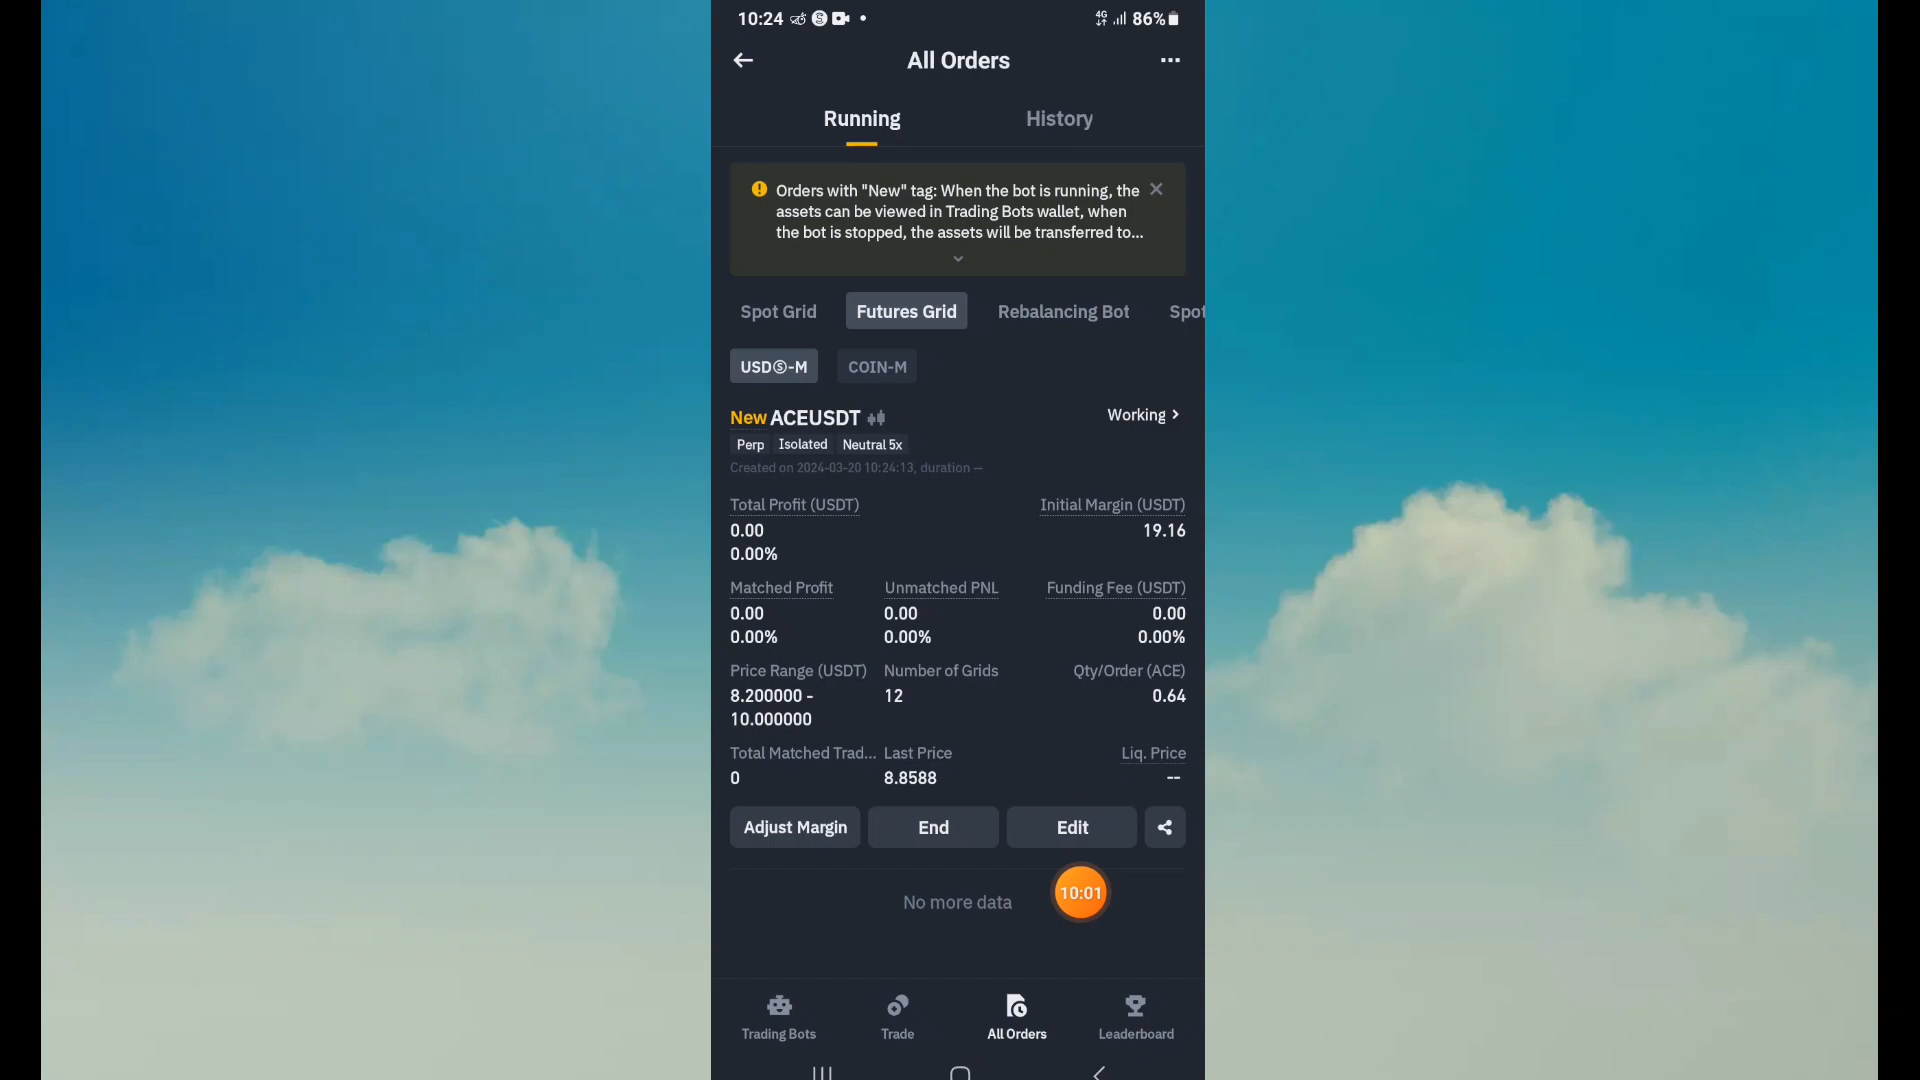 10:24
4G 86%
All Orders
Running History
Orders with "New" tag: When the bot is running, the
assets can be viewed in Trading Bots wallet, when
the bot is stopped, the assets will be transferred to...
Spot Grid Futures Grid Rebalancing Bot Spot
USDⓈ-M COIN-M
New ACEUSDT Working
Perp Isolated Neutral 5x
Created on 2024-03-20 10:24:13, duration --
Total Profit (USDT) Initial Margin (USDT)
0.00 19.16
0.00%
Matched Profit Unmatched PNL Funding Fee (USDT)
0.00 0.00 0.00
0.00% 0.00% 0.00%
Price Range (USDT) Number of Grids Qty/Order (ACE)
8.200000 - 12 0.64
10.000000
Total Matched Trad... Last Price Liq. Price
0 8.8588 --
Adjust Margin End Edit
10:01
No more data
Trading Bots Trade All Orders Leaderboard